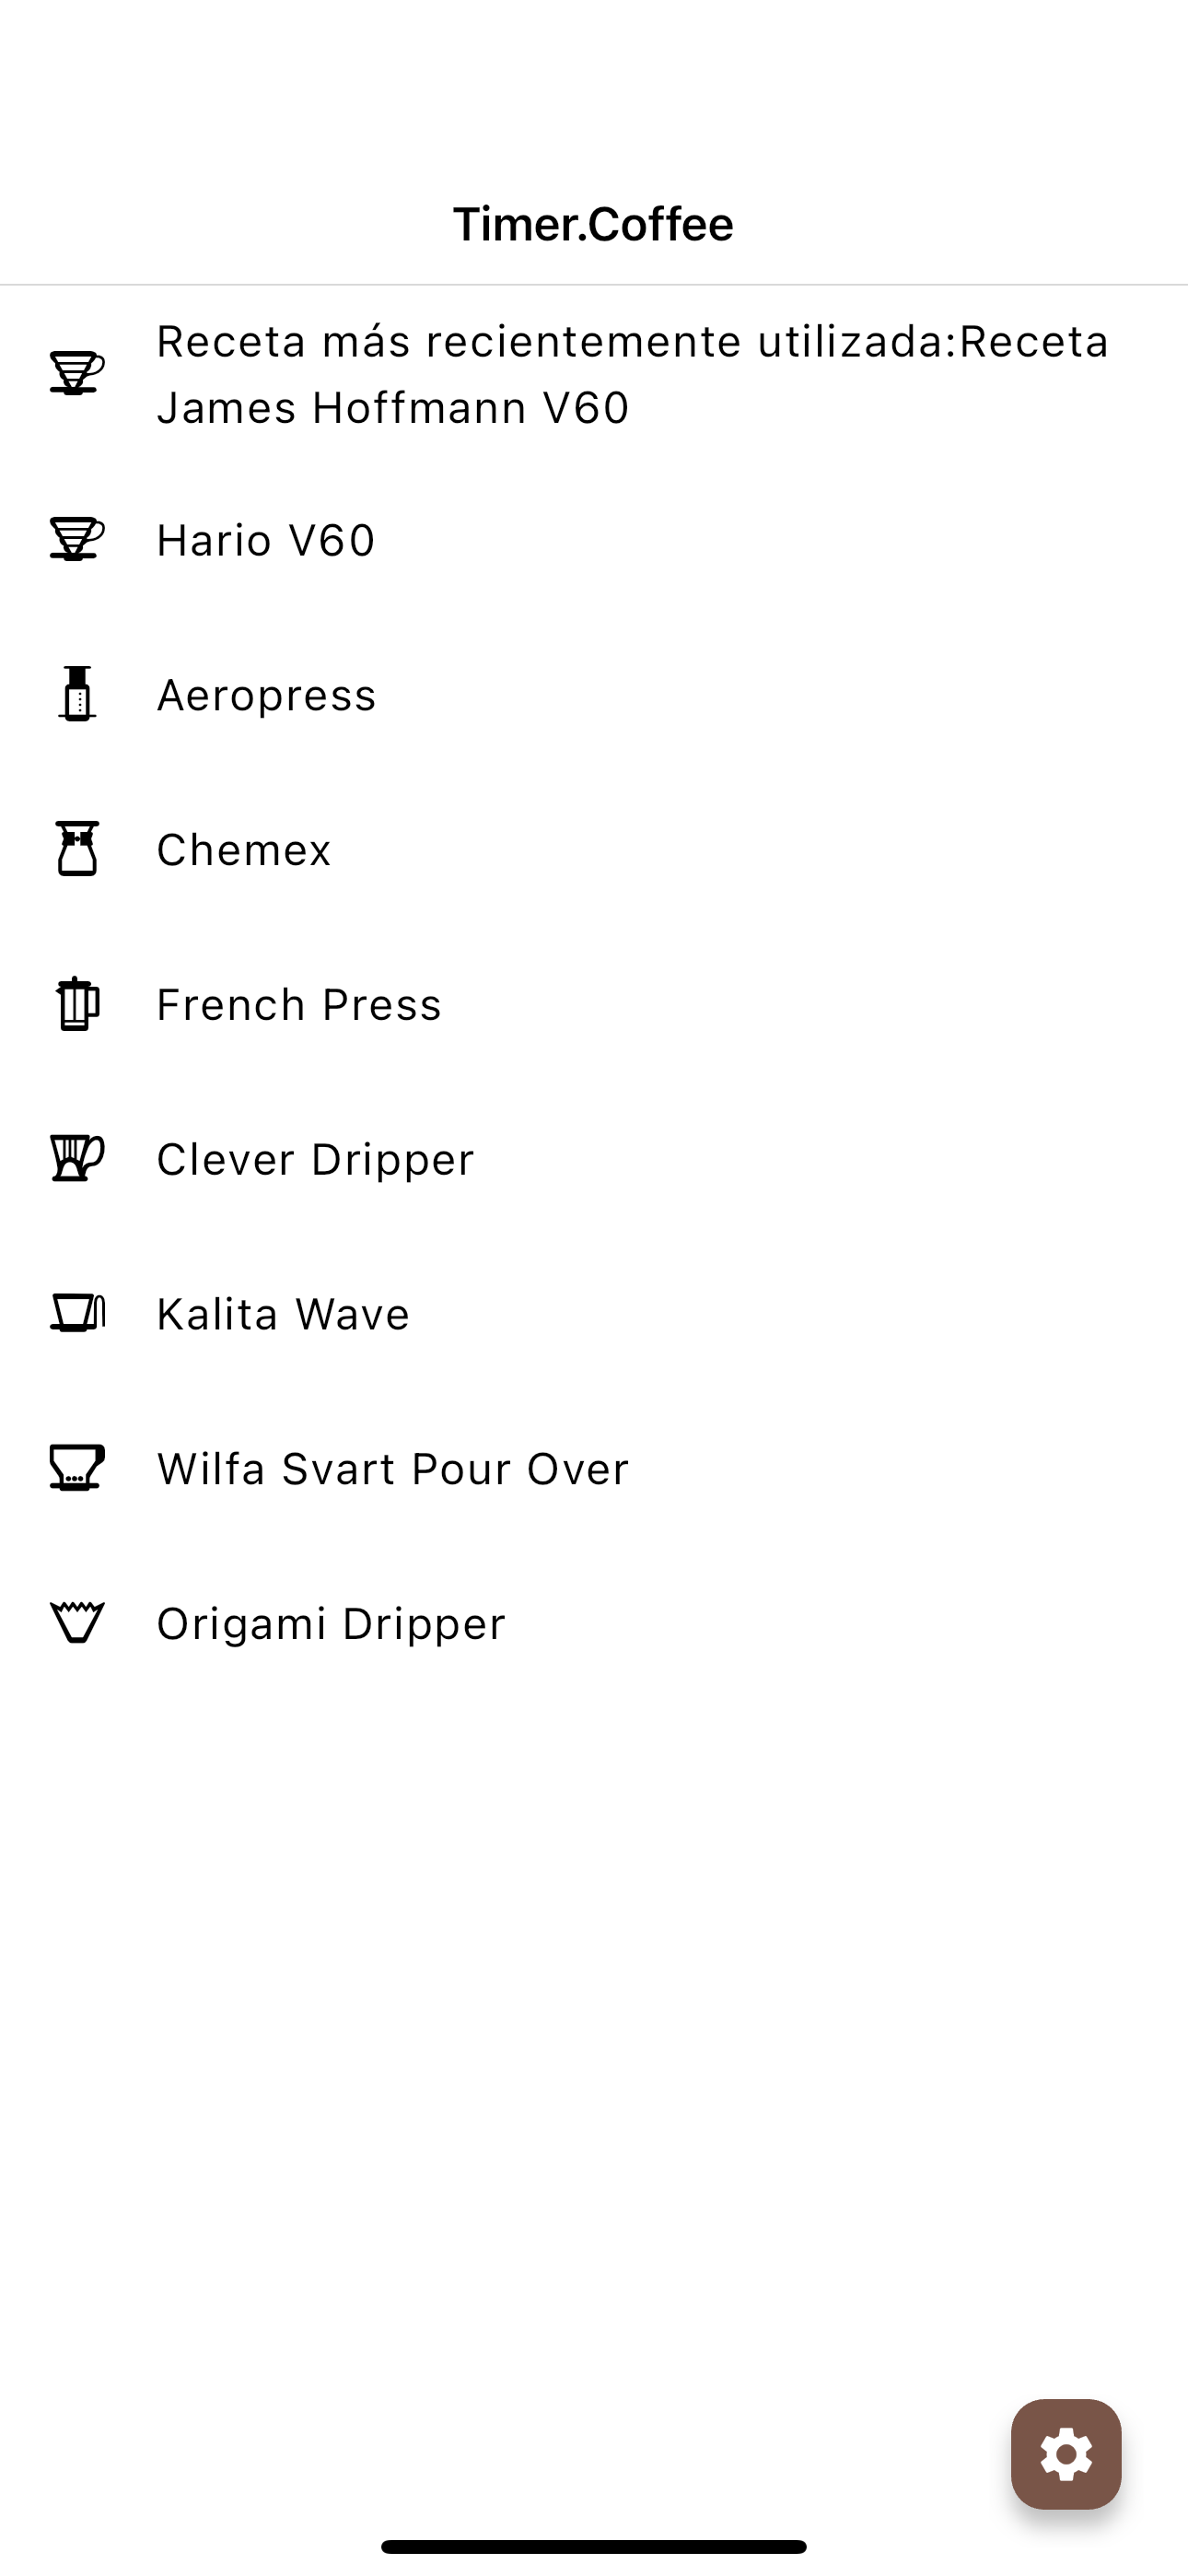 Timer.Coffee
Receta más recientemente utilizada:Receta
James Hoffmann V60
Hario V60
Aeropress
Chemex
French Press
Clever Dripper
Kalita Wave
Wilfa Svart Pour Over
Origami Dripper